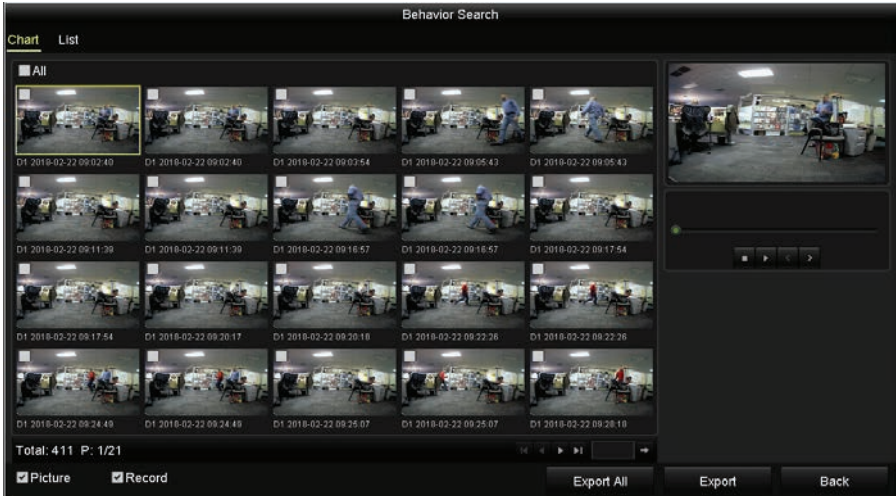 Behavior Search
Chart List
All
D1 2018-02-22 09:02:40 D1 2018-02-22 09:02:40 D1 2018-02-22 09:03:54 D1 2018-02-22 09:05:43 D1 2018-02-22 09:05:43
D1 2018-02-22 09:11:39 D1 2018-02-22 09:11:39 D1 2018-02-22 09:16:57 D1 2018-02-22 09:16:57 D1 2018-02-22 09:17:54
D1 2018-02-22 09:17:54 D1 2018-02-22 09:20:17 D1 2018-02-22 09:20:18 D1 2018-02-22 09:22:26 D1 2018-02-22 09:22:26
D1 2018-02-22 09:24:49 D1 2018-02-22 09:24:49 D1 2018-02-22 09:25:07 D1 2018-02-22 09:25:07 D1 2018-02-22 09:28:18
Total: 411 P: 1/21
Picture Record Export All Export Back